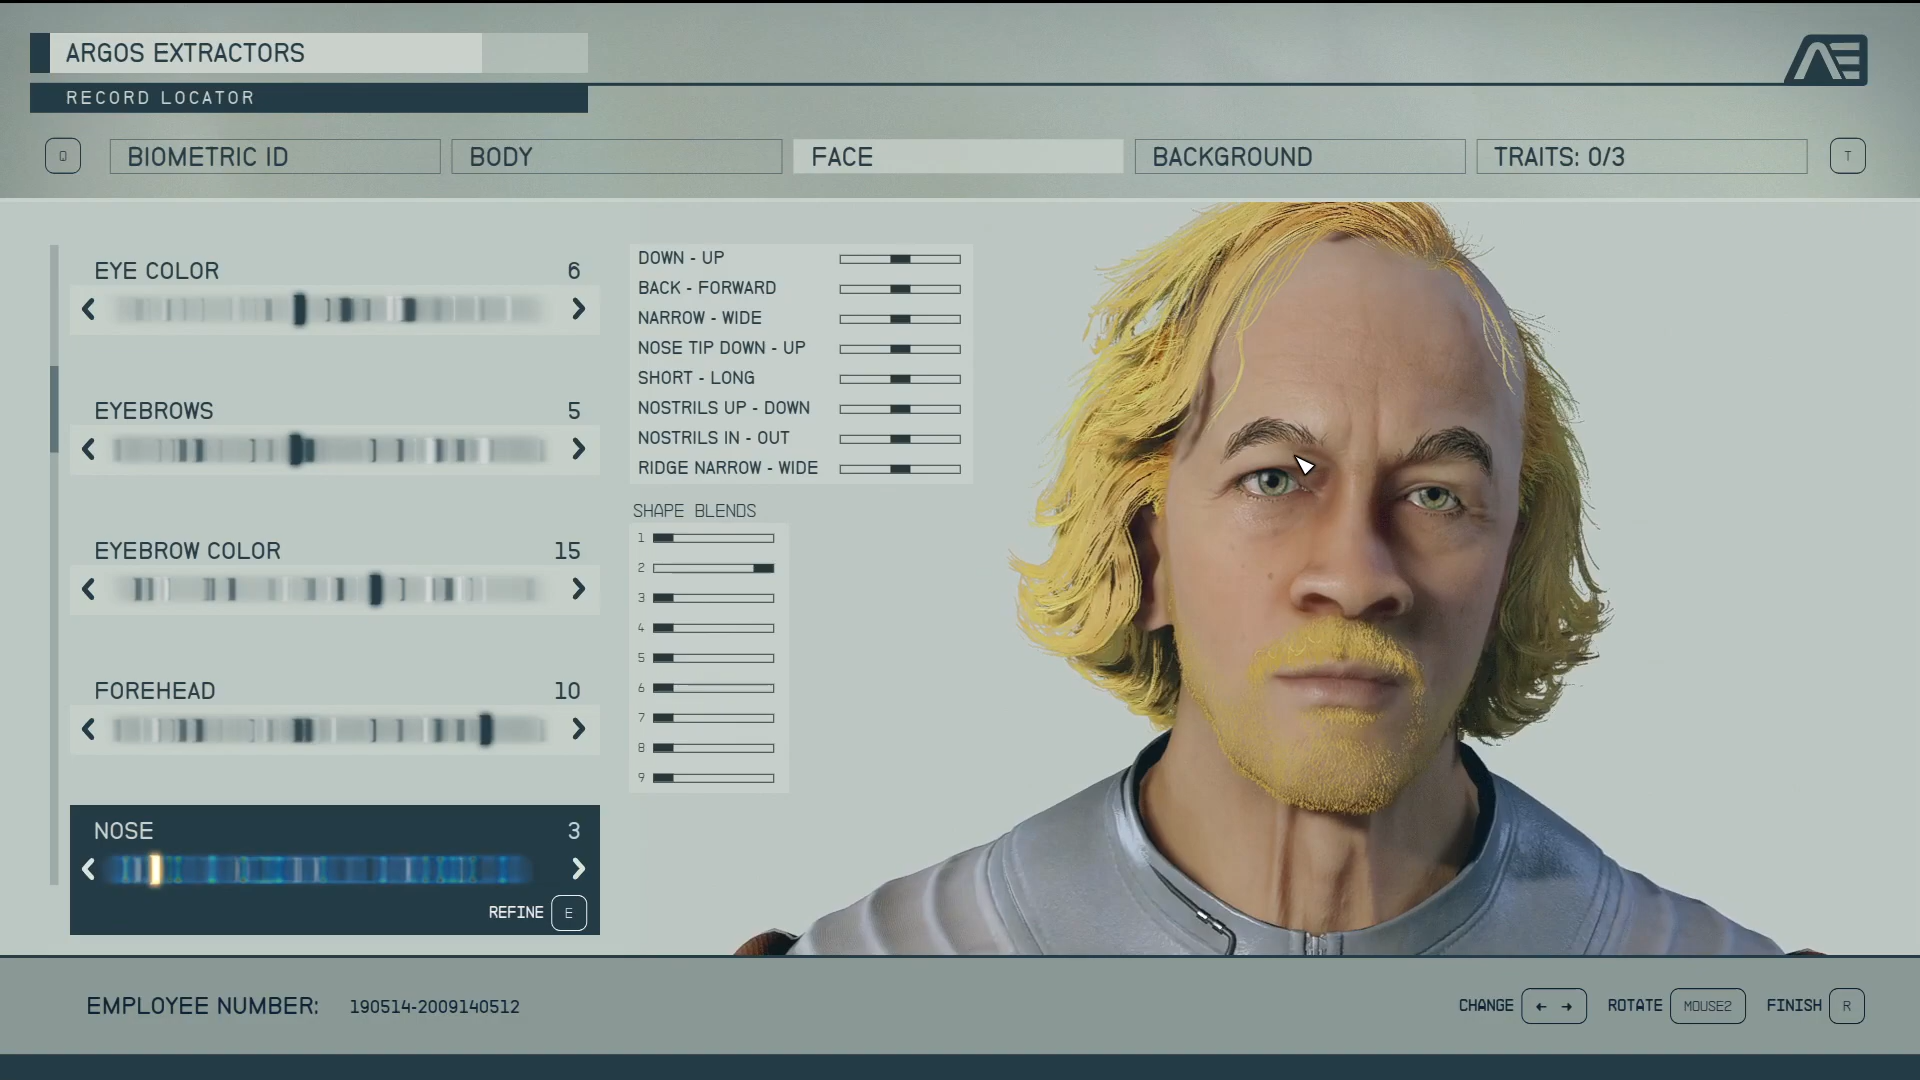 ARGOS EXTRACTORS
AE
RECORD LOCATOR
Q
BIOMETRIC ID
BODY
FACE
BACKGROUND
TRAITS: 0/3
T
EYE COLOR 6
EYEBROWS 5
EYEBROW COLOR 15
FOREHEAD 10
NOSE 3
REFINE E
DOWN - UP
BACK - FORWARD
NARROW - WIDE
NOSE TIP DOWN - UP
SHORT - LONG
NOSTRILS UP - DOWN
NOSTRILS IN - OUT
RIDGE NARROW - WIDE
SHAPE BLENDS
1
2
3
4
5
6
7
8
9
EMPLOYEE NUMBER: 190514-2009140512
CHANGE ← →
ROTATE MOUSE2
FINISH R